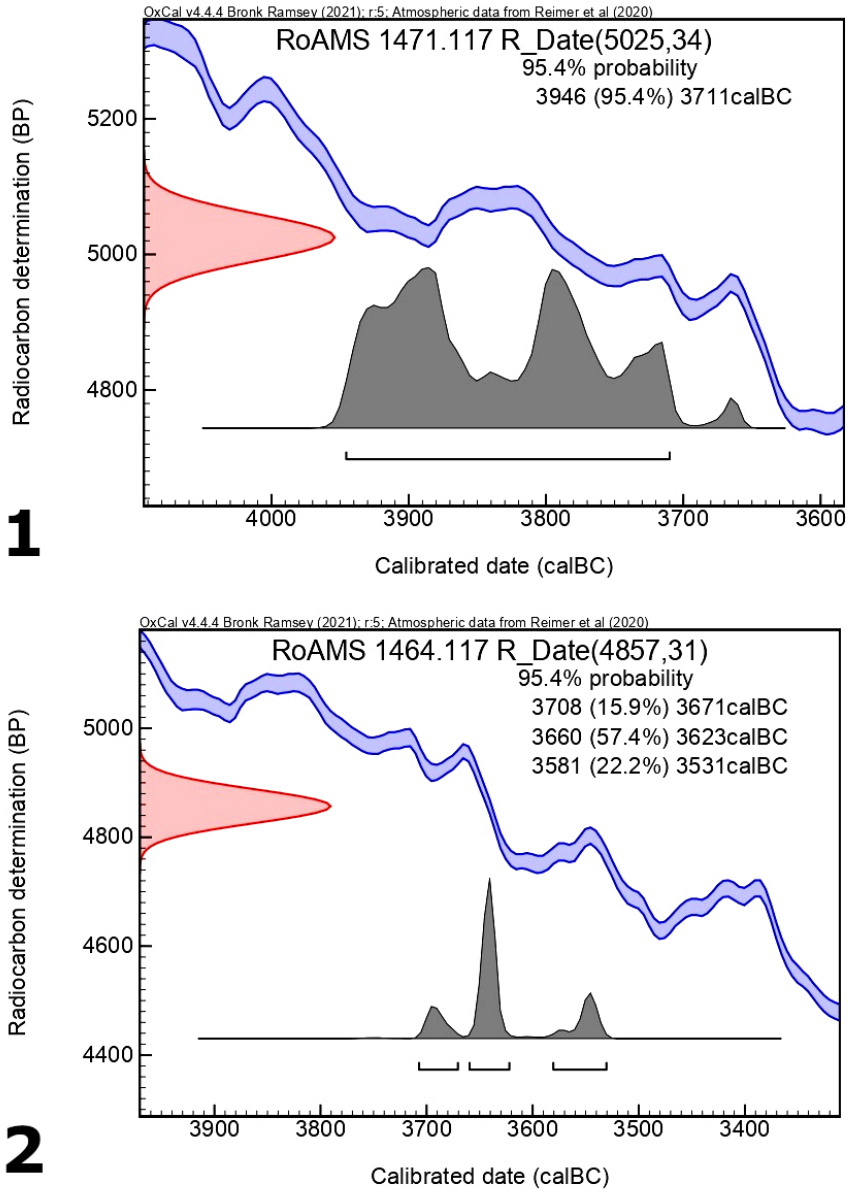 OxCal v4.4.4 Bronk Ramsey (2021); r:5; Atmospheric data from Reimer et al (2020)
RoAMS 1471.117 R_Date(5025,34)
95.4% probability
3946 (95.4%) 3711calBC
Radiocarbon determination (BP)
5200
5000
4800
4000
3900
3800
3700
3600
Calibrated date (calBC)
1
OxCal v4.4.4 Bronk Ramsey (2021); r:5; Atmospheric data from Reimer et al (2020)
RoAMS 1464.117 R_Date(4857,31)
95.4% probability
3708 (15.9%) 3671calBC
3660 (57.4%) 3623calBC
3581 (22.2%) 3531calBC
Radiocarbon determination (BP)
5000
4800
4600
4400
3900
3800
3700
3600
3500
3400
Calibrated date (calBC)
2